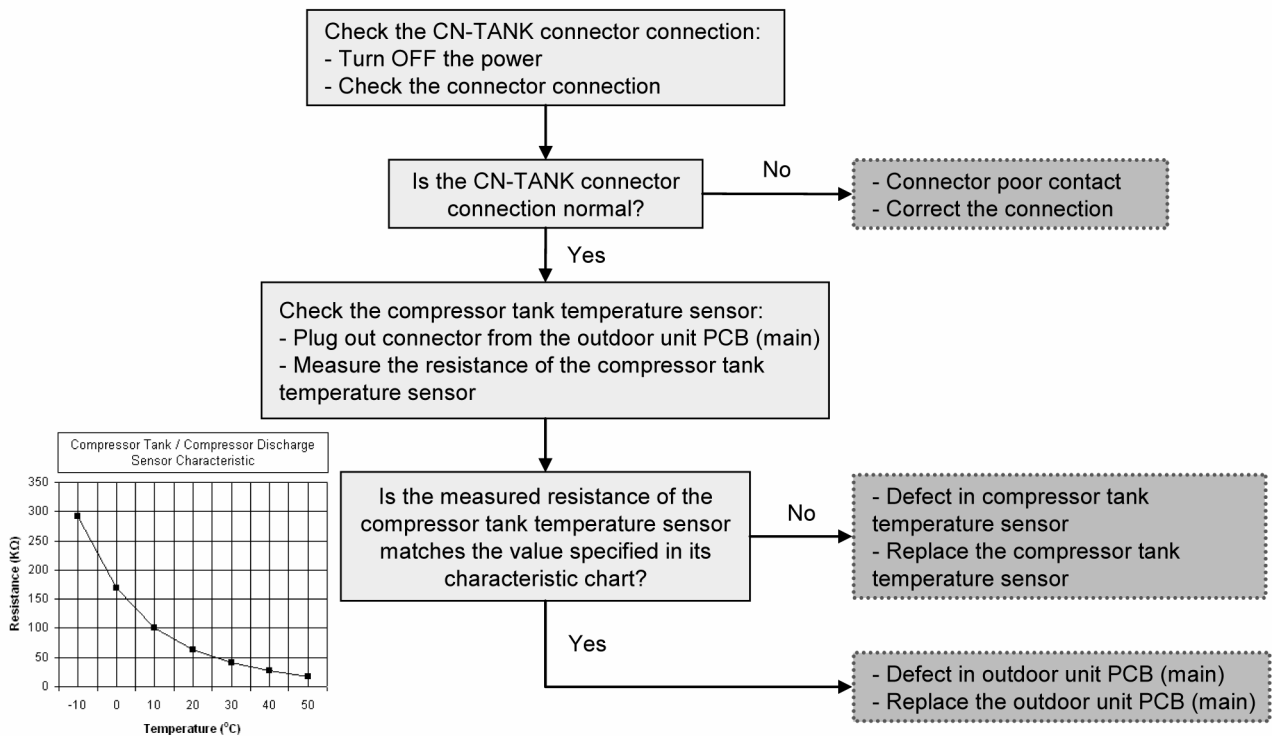 Check the CN-TANK connector connection:
- Turn OFF the power
- Check the connector connection
Is the CN-TANK connector
connection normal?
No
- Connector poor contact
- Correct the connection
Yes
Check the compressor tank temperature sensor:
- Plug out connector from the outdoor unit PCB (main)
- Measure the resistance of the compressor tank
temperature sensor
Compressor Tank / Compressor Discharge
Sensor Characteristic
Resistance (KΩ)
350
300
250
200
150
100
50
0
-10 0 10 20 30 40 50
Temperature (°C)
Is the measured resistance of the
compressor tank temperature sensor
matches the value specified in its
characteristic chart?
No
- Defect in compressor tank
temperature sensor
- Replace the compressor tank
temperature sensor
Yes
- Defect in outdoor unit PCB (main)
- Replace the outdoor unit PCB (main)